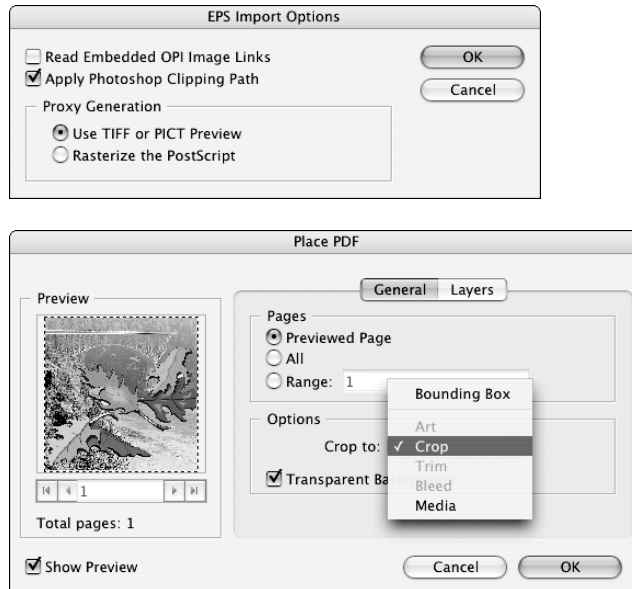 EPS Import Options
Read Embedded OPI Image Links
Apply Photoshop Clipping Path
OK
Cancel
Proxy Generation
Use TIFF or PICT Preview
Rasterize the PostScript
Place PDF
Preview
1
Total pages: 1
Show Preview
General Layers
Pages
Previewed Page
All
Range: 1
Options
Crop to:
Bounding Box
Art
✓ Crop
Trim
Bleed
Media
Transparent
Cancel OK